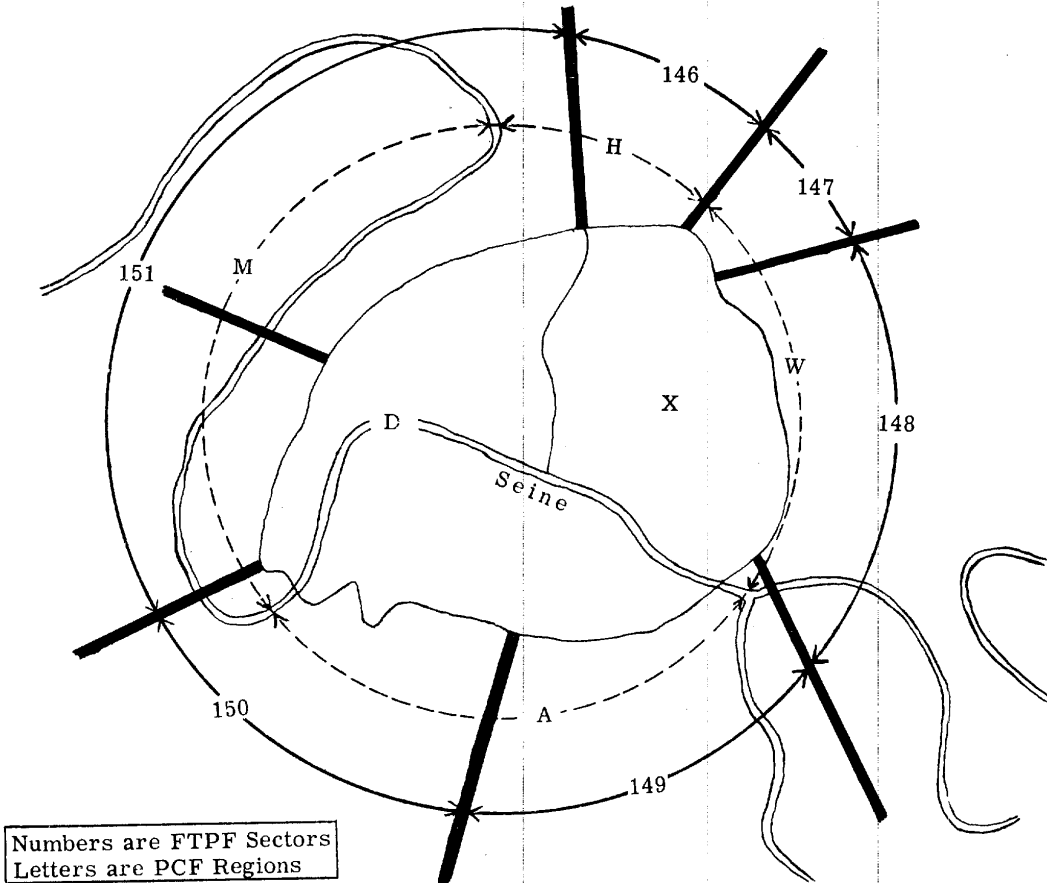 146
H
147
M
151
W
X
D
148
Seine
150
A
149
Numbers are FTPF Sectors
Letters are PCF Regions